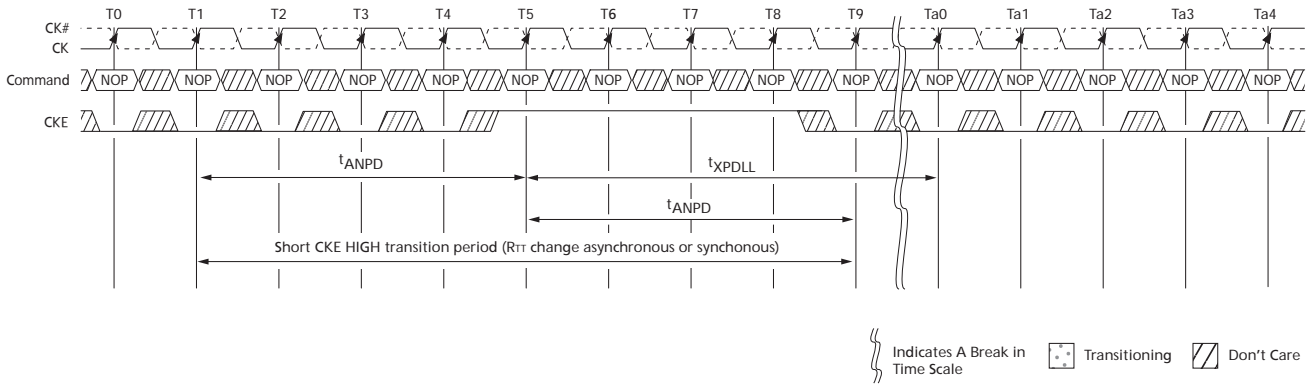 T0 T1 T2 T3 T4 T5 T6 T7 T8 T9 Ta0 Ta1 Ta2 Ta3 Ta4
CK#
CK
Command NOP NOP NOP NOP NOP NOP NOP NOP NOP NOP NOP NOP NOP NOP NOP
CKE
tANPD tXPDLL
tANPD
Short CKE HIGH transition period (RTT change asynchronous or synchonous)
Indicates A Break in
Time Scale
Transitioning
Don't Care